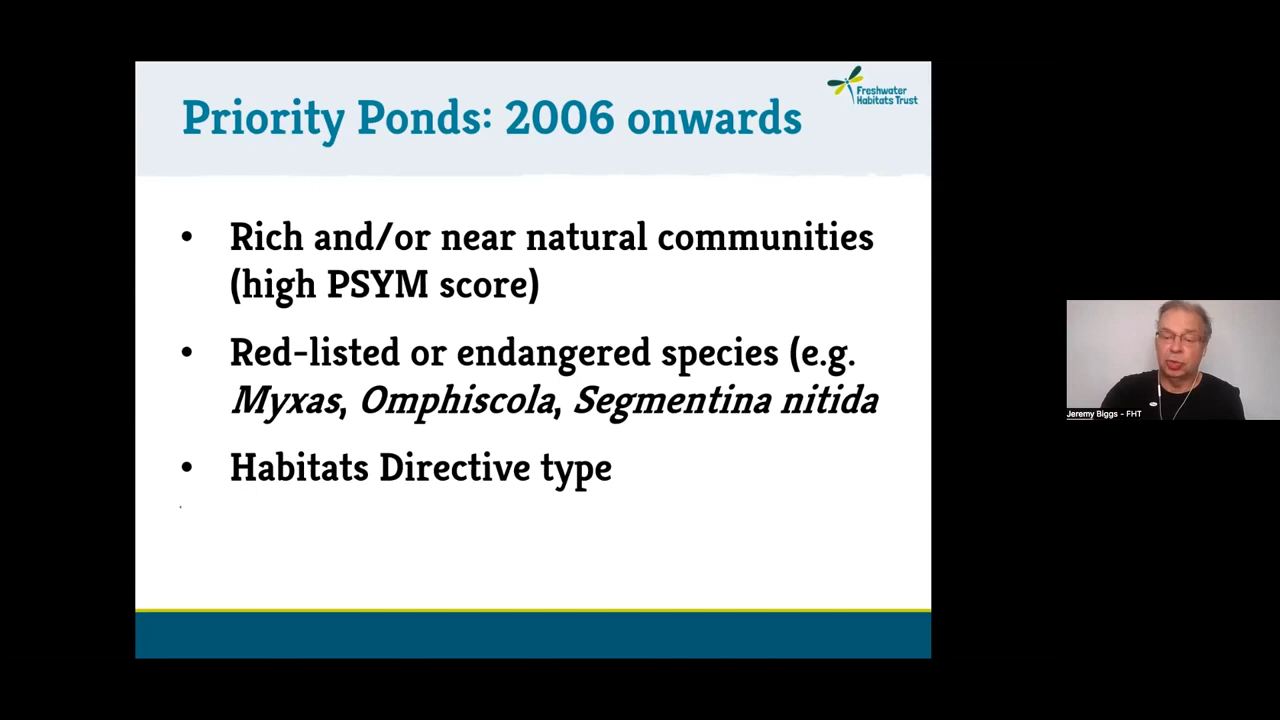 Priority Ponds: 2006 onwards
Freshwater
Habitats Trust
• Rich and/or near natural communities
(high PSYM score)
• Red-listed or endangered species (e.g.
Myxas, Omphiscola, Segmentina nitida
• Habitats Directive type
Jeremy Biggs - FHT